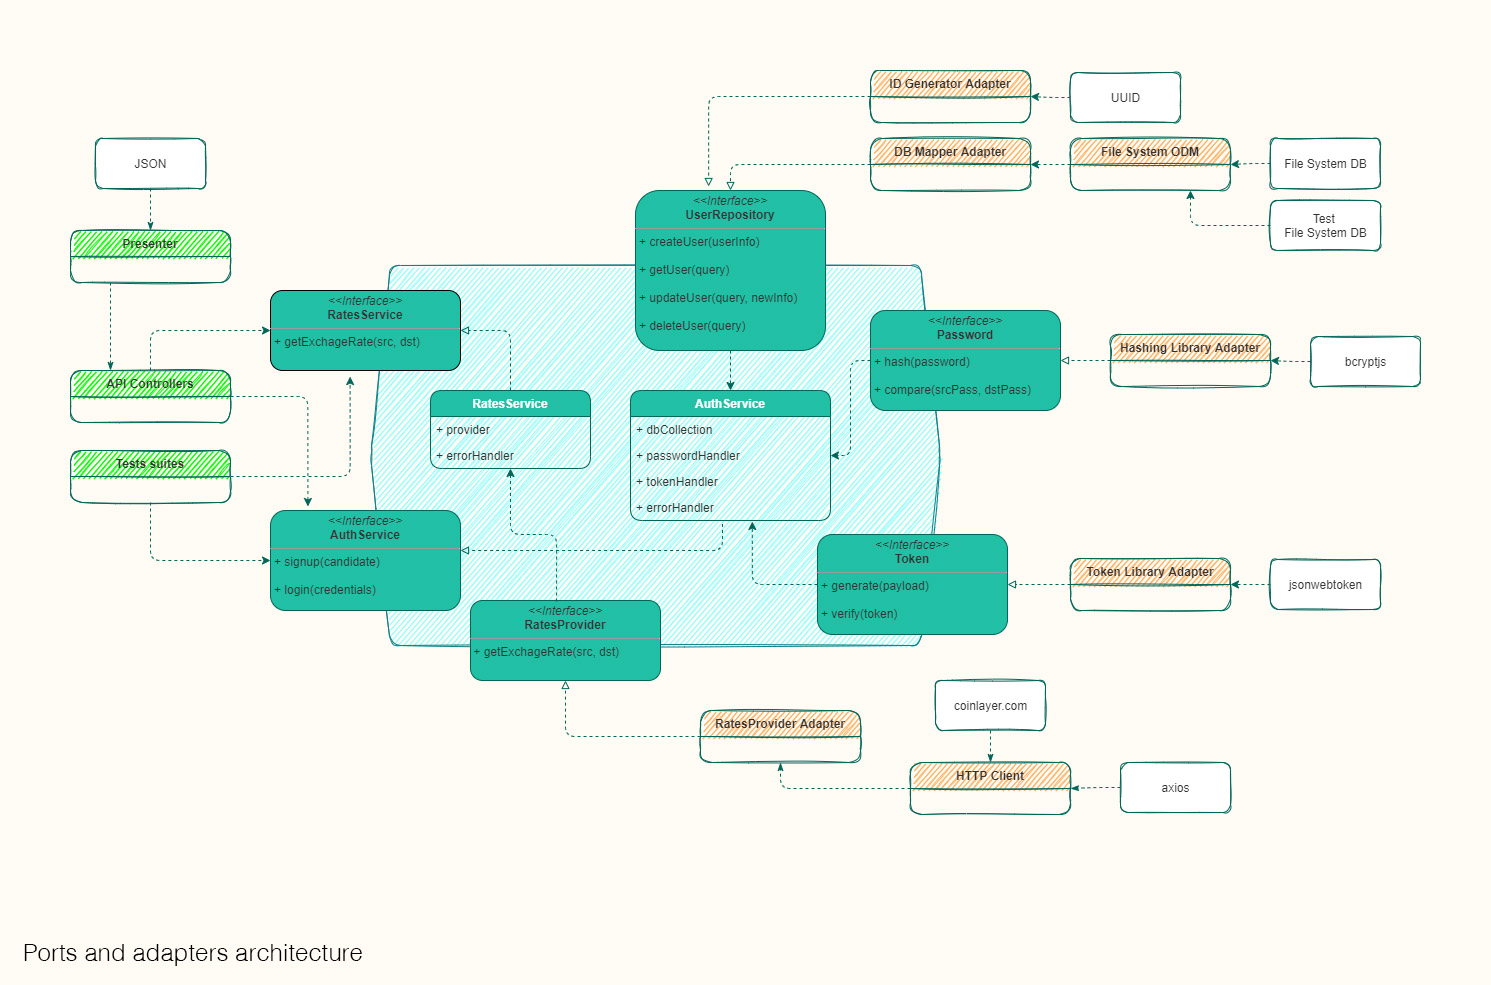 ID Generator Adapter
UUID
DB Mapper Adapter
File System ODM
File System DB
Test
File System DB
JSON
Presenter
API Controllers
Tests suites
<<Interface>>
UserRepository
+ createUser(userInfo)
+ getUser(query)
+ updateUser(query, newInfo)
+ deleteUser(query)
<<Interface>>
RatesService
+ getExchageRate(src, dst)
<<Interface>>
Password
+ hash(password)
+ compare(srcPass, dstPass)
Hashing Library Adapter
bcryptjs
RatesService
+ provider
+ errorHandler
AuthService
+ dbCollection
+ passwordHandler
+ tokenHandler
+ errorHandler
<<Interface>>
AuthService
+ signup(candidate)
+ login(credentials)
<<Interface>>
Token
+ generate(payload)
+ verify(token)
Token Library Adapter
jsonwebtoken
<<Interface>>
RatesProvider
+ getExchageRate(src, dst)
RatesProvider Adapter
coinlayer.com
HTTP Client
axios
Ports and adapters architecture